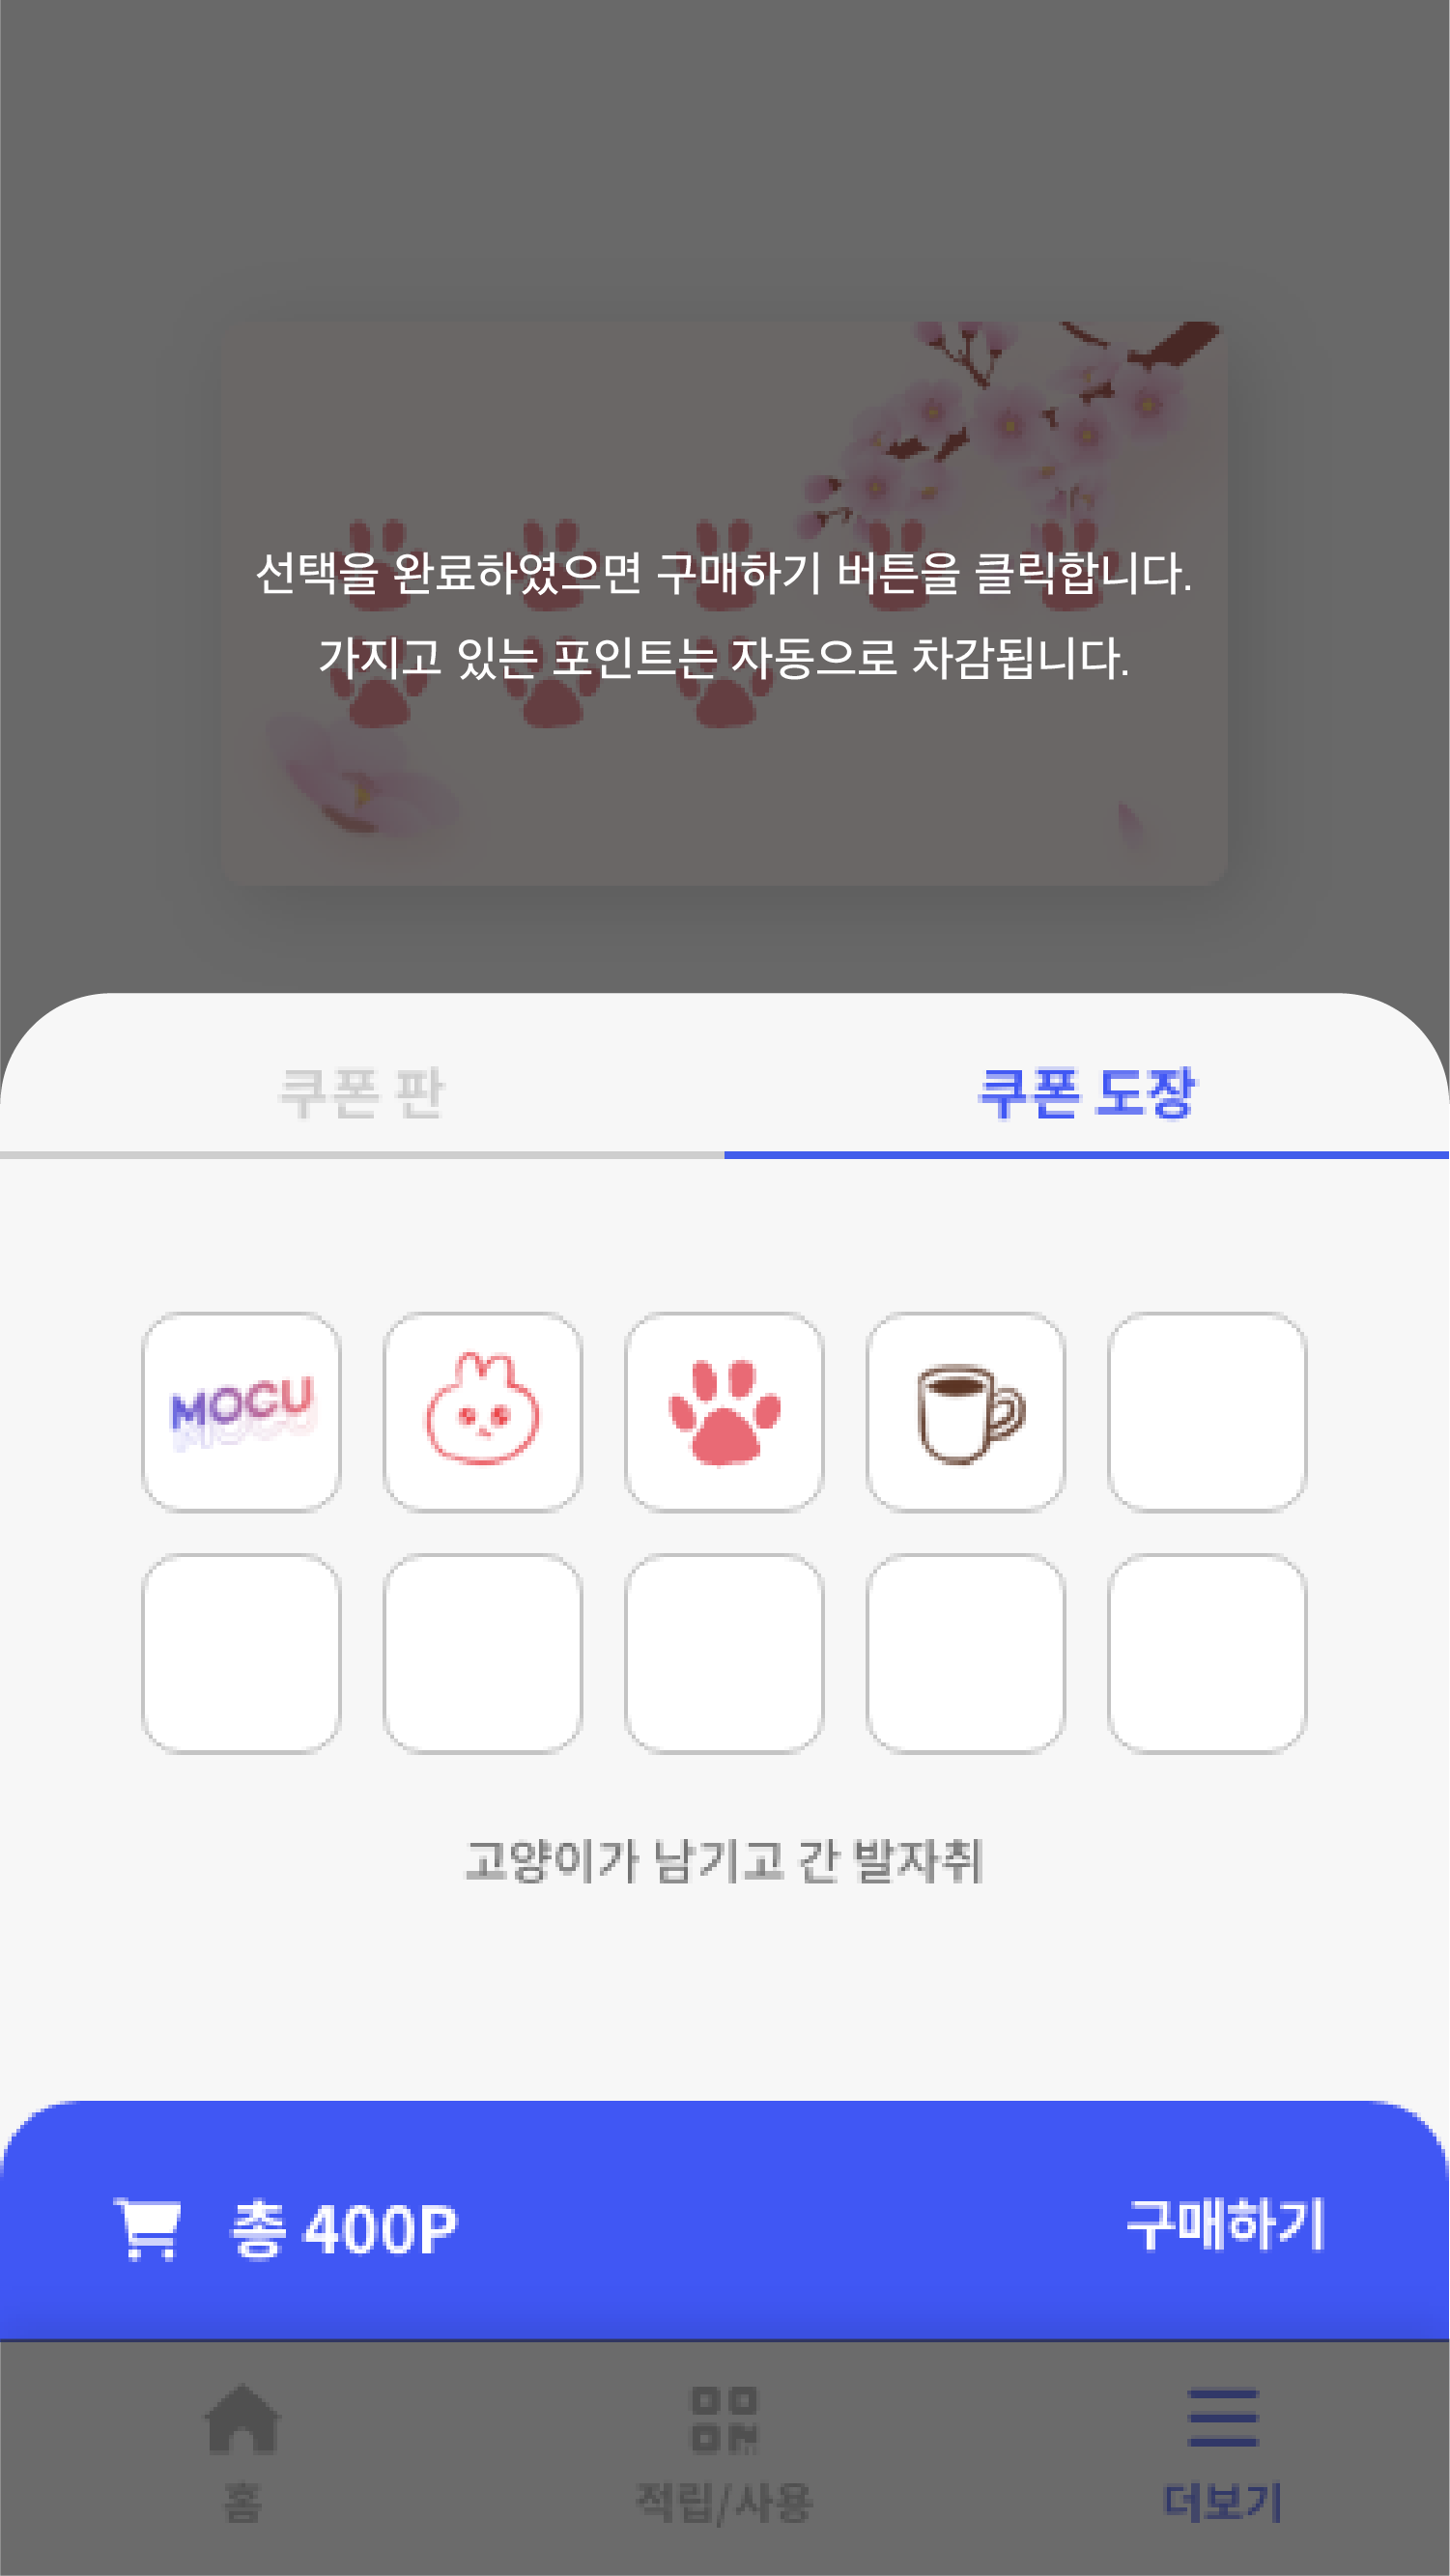 선택을 완료하였으면 구매하기 버튼을 클릭합니다.
가지고 있는 포인트는 자동으로 차감됩니다.
쿠폰 판
쿠폰 도장
MOCU
고양이가 남기고 간 발자취
총 400P
구매하기
홈
적립/사용
더보기